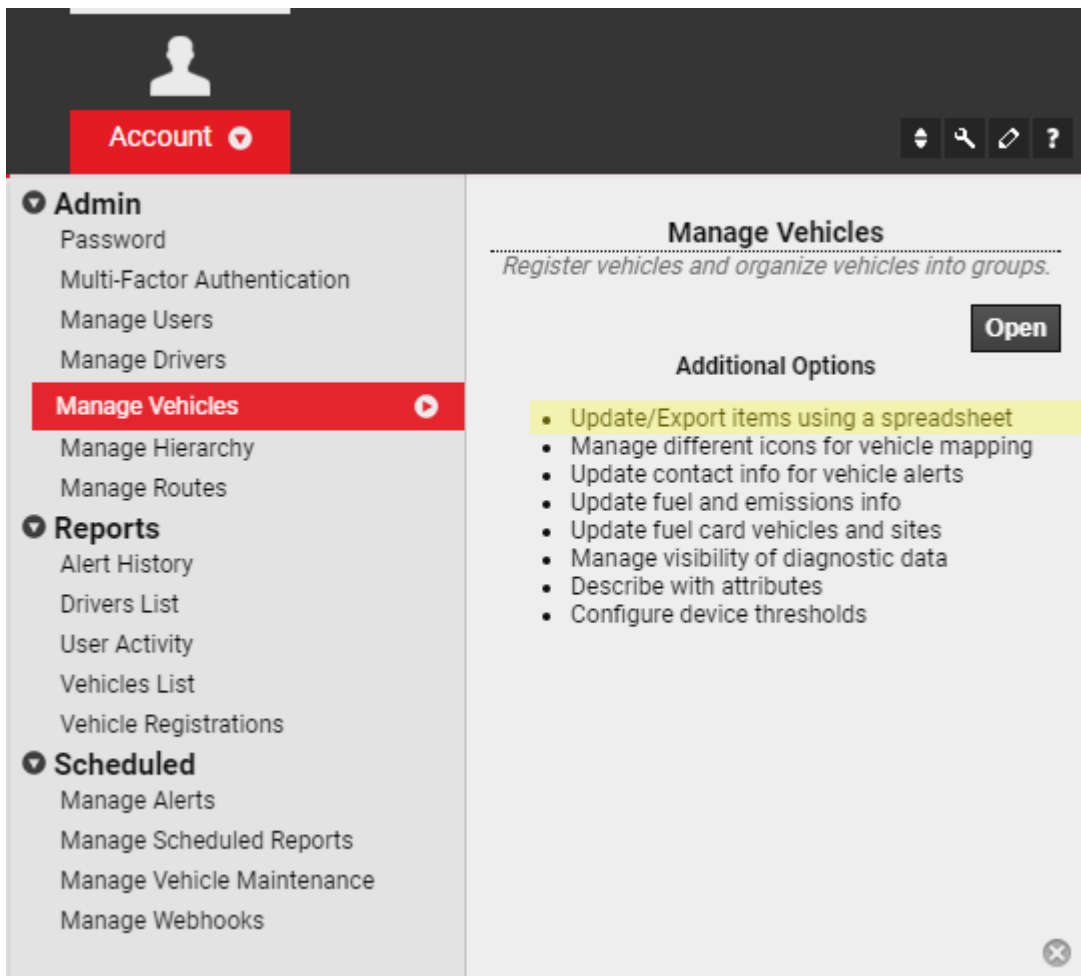 Account
?
Admin
Password
Multi-Factor Authentication
Manage Users
Manage Drivers
Manage Vehicles
Manage Hierarchy
Manage Routes
Reports
Alert History
Drivers List
User Activity
Vehicles List
Vehicle Registrations
Scheduled
Manage Alerts
Manage Scheduled Reports
Manage Vehicle Maintenance
Manage Webhooks
Manage Vehicles
Register vehicles and organize vehicles into groups.
Open
Additional Options
• Update/Export items using a spreadsheet
• Manage different icons for vehicle mapping
• Update contact info for vehicle alerts
• Update fuel and emissions info
• Update fuel card vehicles and sites
• Manage visibility of diagnostic data
• Describe with attributes
• Configure device thresholds